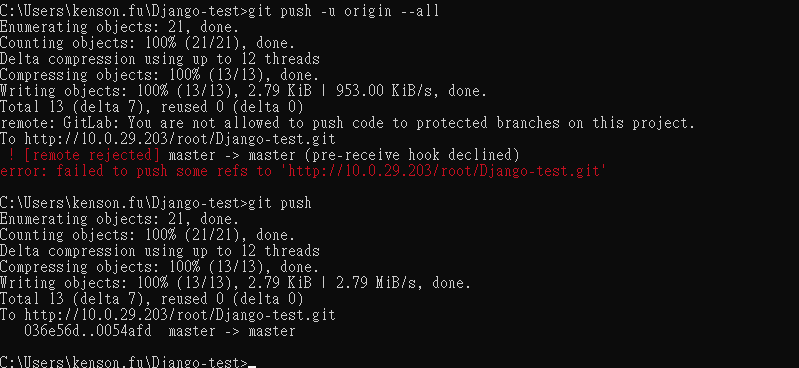 C:\Users\kenson.fu\Django-test>git push -u origin --all
Enumerating objects: 21, done.
Counting objects: 100% (21/21), done.
Delta compression using up to 12 threads
Compressing objects: 100% (13/13), done.
Writing objects: 100% (13/13), 2.79 KiB | 953.00 KiB/s, done.
Total 13 (delta 7), reused 0 (delta 0)
remote: GitLab: You are not allowed to push code to protected branches on this project.
To http://10.0.29.203/root/Django-test.git
 ! [remote rejected] master -> master (pre-receive hook declined)
error: failed to push some refs to 'http://10.0.29.203/root/Django-test.git'
C:\Users\kenson.fu\Django-test>git push
Enumerating objects: 21, done.
Counting objects: 100% (21/21), done.
Delta compression using up to 12 threads
Compressing objects: 100% (13/13), done.
Writing objects: 100% (13/13), 2.79 KiB | 2.79 MiB/s, done.
Total 13 (delta 7), reused 0 (delta 0)
To http://10.0.29.203/root/Django-test.git
   036e56d..0054afd  master -> master
C:\Users\kenson.fu\Django-test>